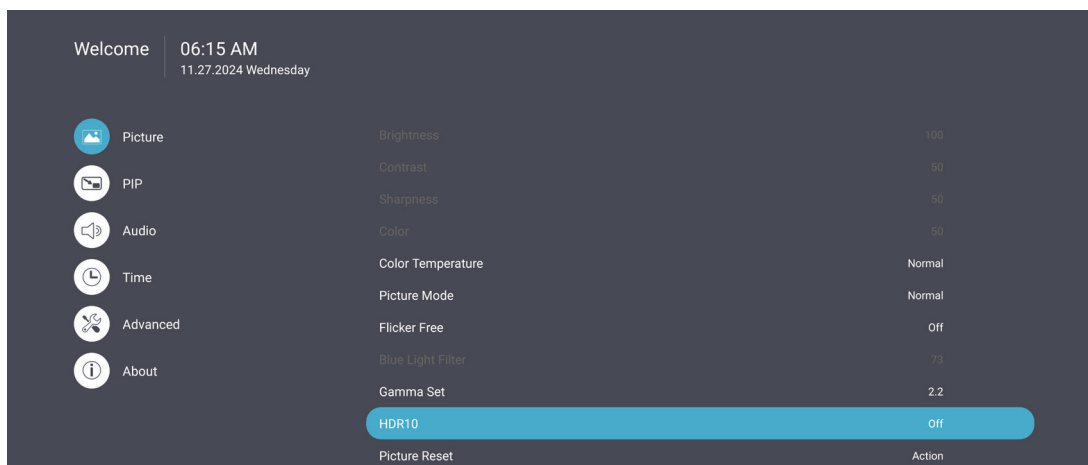 Welcome
06:15 AM
11.27.2024 Wednesday
Picture
PIP
Audio
Time
Advanced
About
Brightness 100
Contrast 50
Sharpness 50
Color 50
Color Temperature Normal
Picture Mode Normal
Flicker Free Off
Blue Light Filter 73
Gamma Set 2.2
HDR10 Off
Picture Reset Action